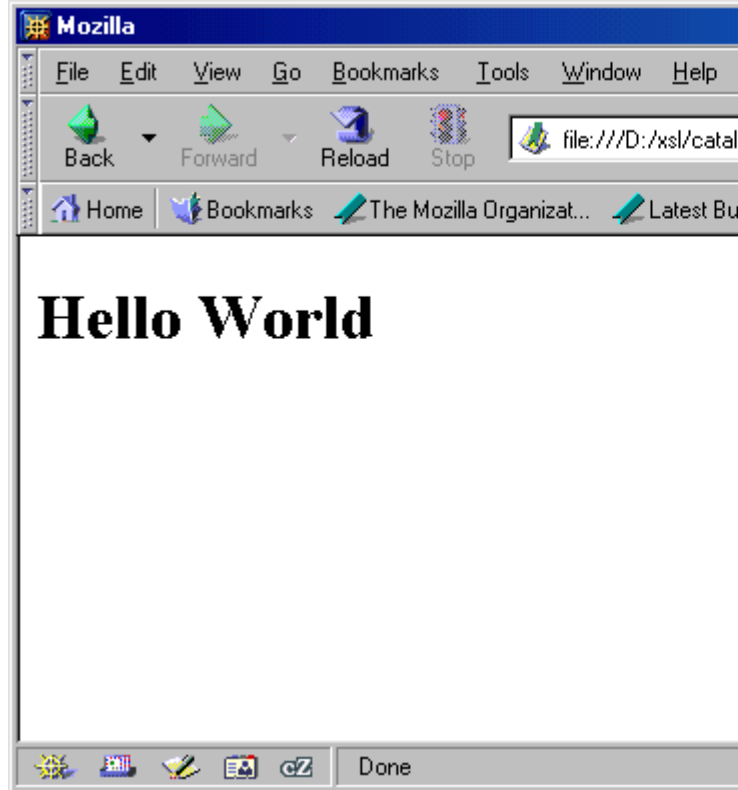 Mozilla
File Edit View Go Bookmarks Tools Window Help
Back Forward Reload Stop file:///D:/xsl/catal
Home Bookmarks The Mozilla Organizat... Latest Bu
Hello World
cZ Done